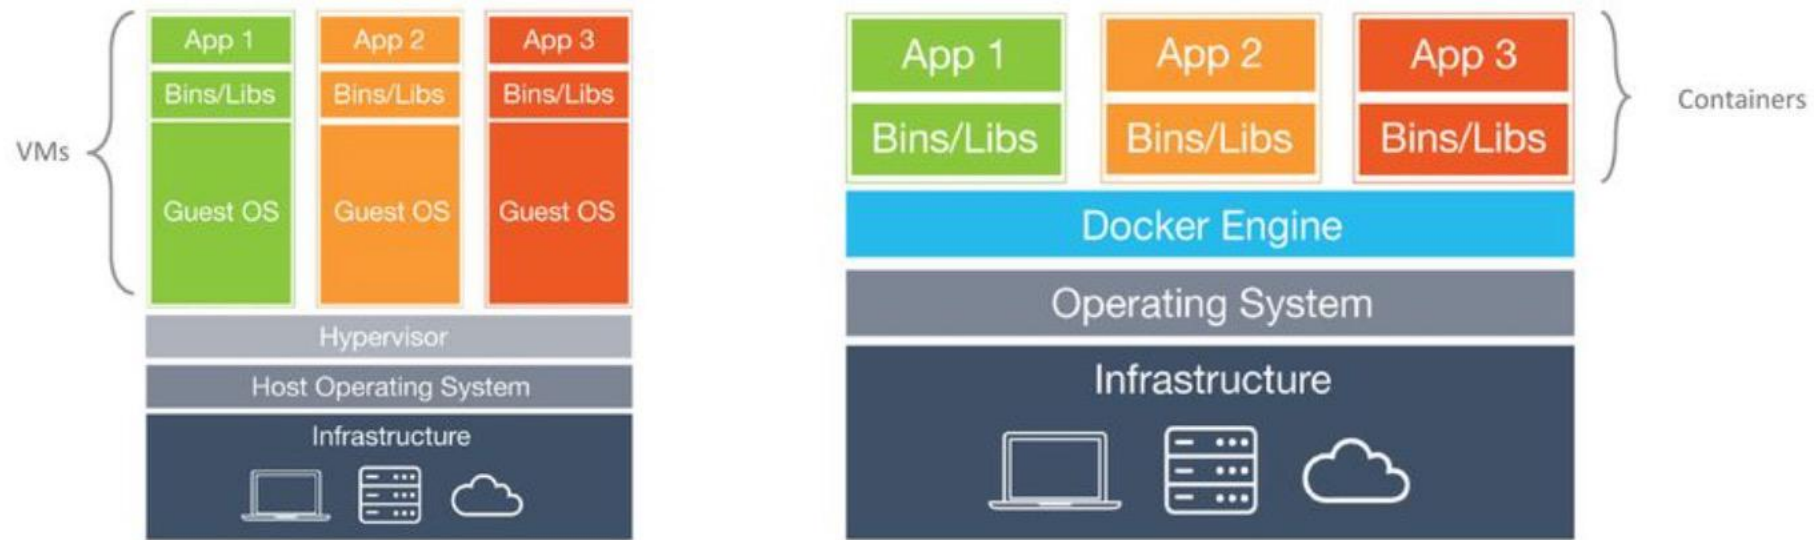 VMs
App 1
App 2
App 3
Bins/Libs
Bins/Libs
Bins/Libs
Guest OS
Guest OS
Guest OS
Hypervisor
Host Operating System
Infrastructure
App 1
App 2
App 3
Bins/Libs
Bins/Libs
Bins/Libs
Containers
Docker Engine
Operating System
Infrastructure